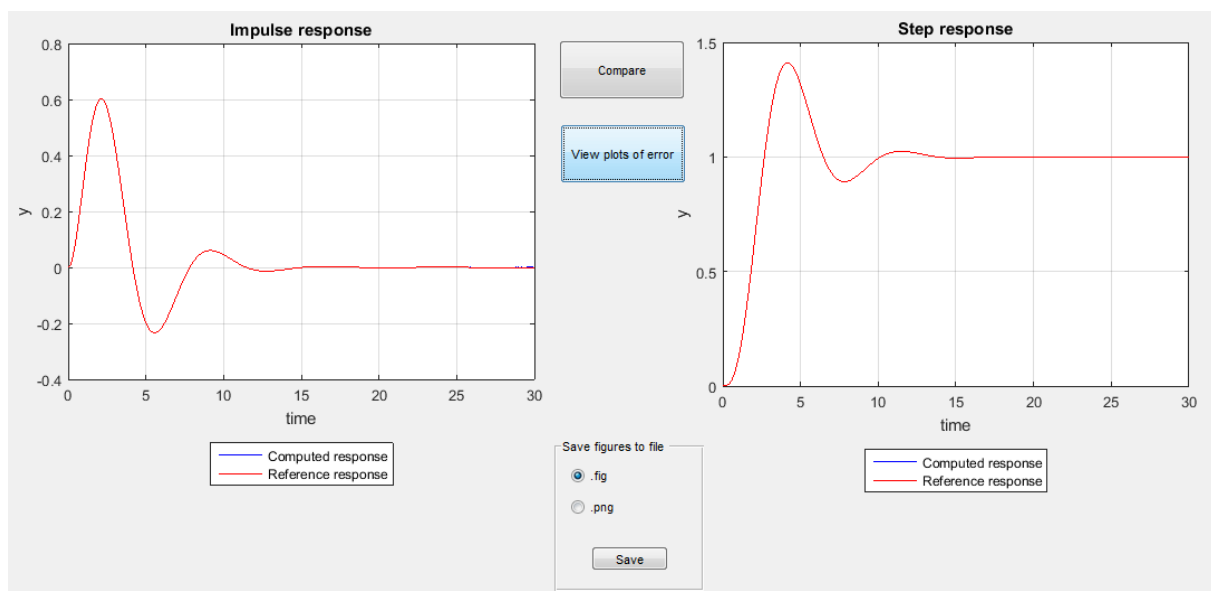 Impulse response
0.8
0.6
0.4
0.2
0
-0.2
-0.4
y
0 5 10 15 20 25 30
time
Computed response
Reference response
Compare
View plots of error
Save figures to file
.fig
.png
Save
Step response
1.5
1
0.5
0
y
0 5 10 15 20 25 30
time
Computed response
Reference response